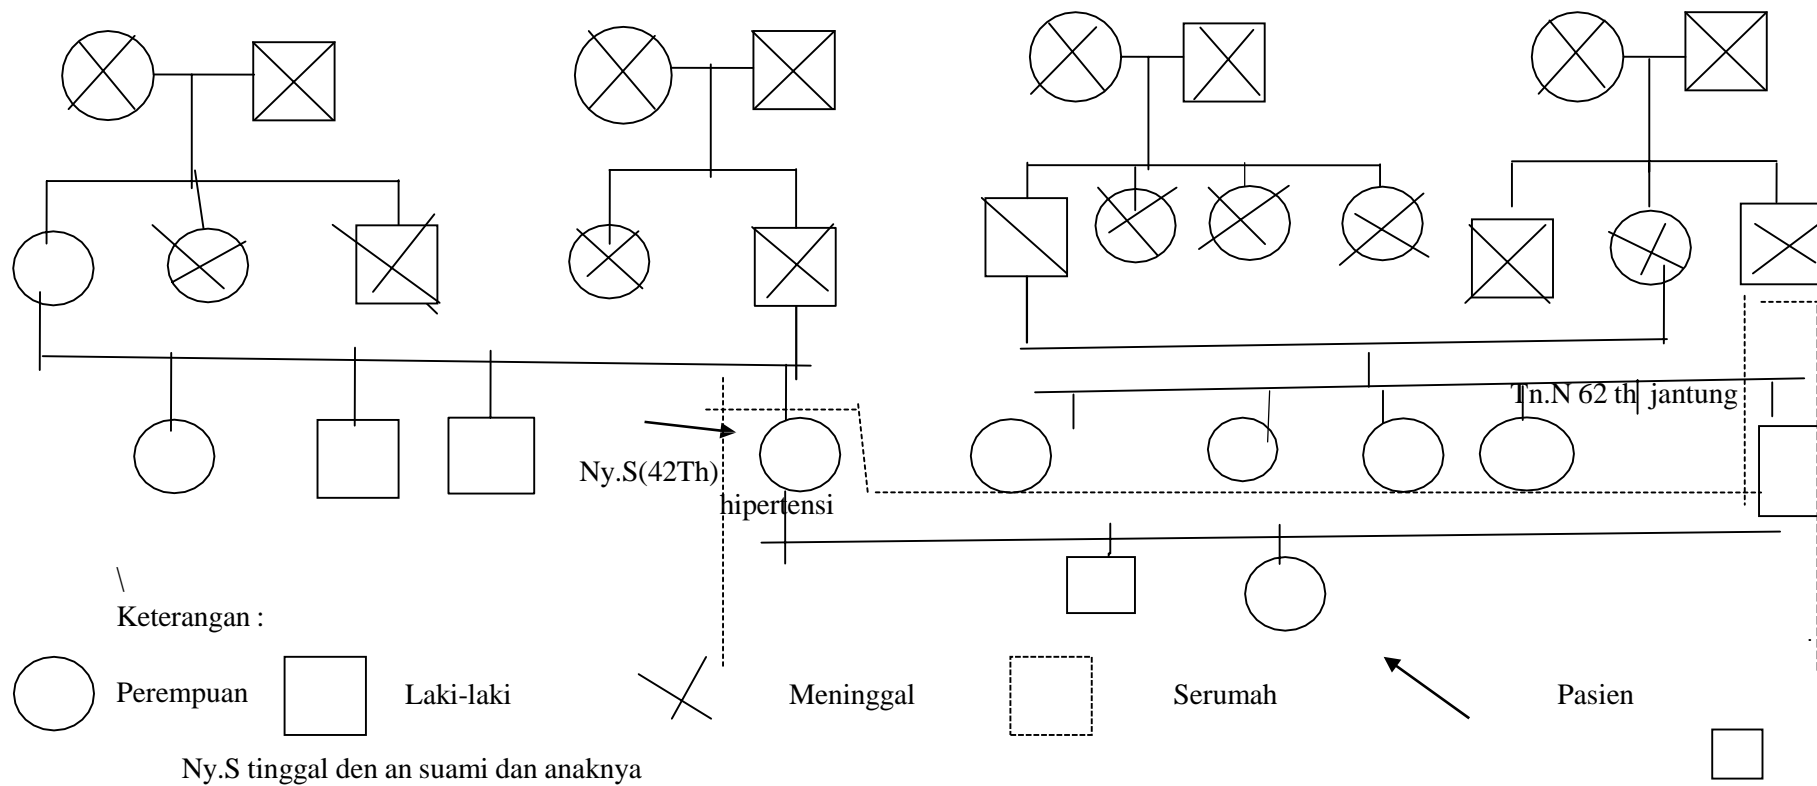 Tn.N 62 th jantung
Ny.S(42Th)
hipertensi
\
Keterangan :
Perempuan Laki-laki Meninggal Serumah Pasien
Ny.S tinggal den an suami dan anaknya